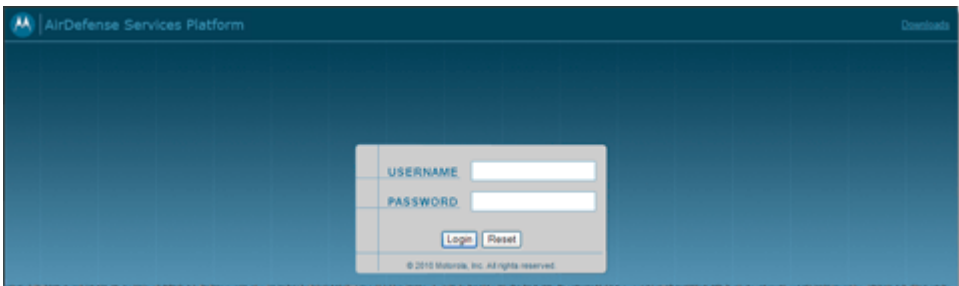 AirDefense Services Platform
Downloads
USERNAME
PASSWORD
Login Reset
© 2010 Motorola, Inc. All rights reserved.